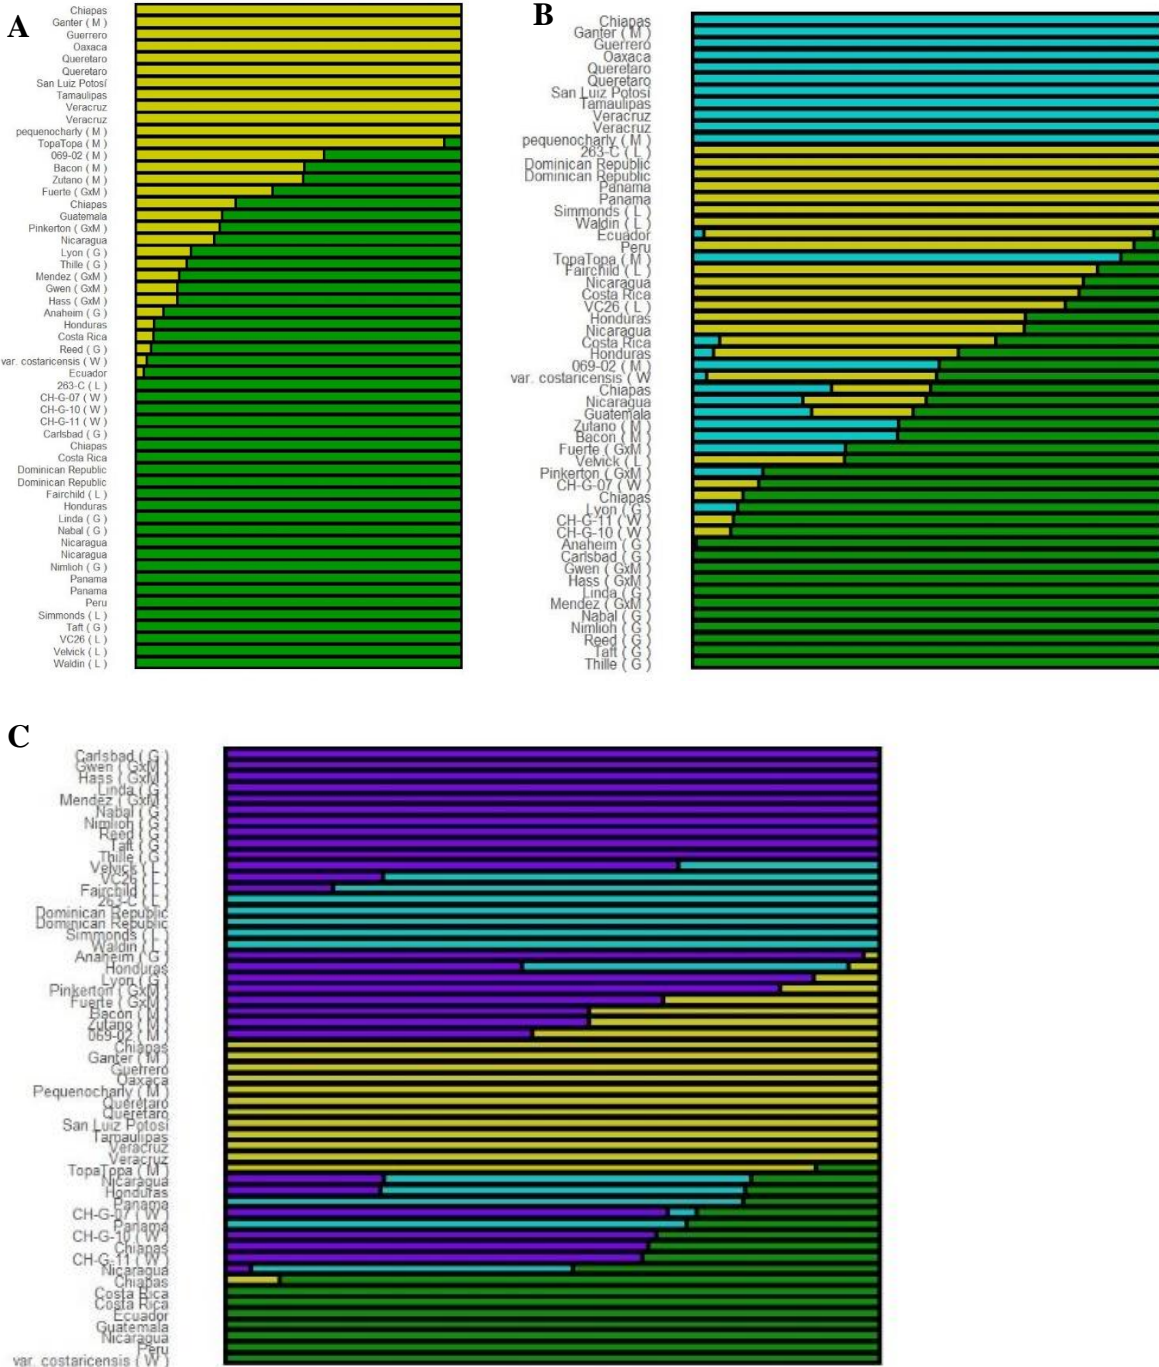 A
Chiapas
Ganter ( M )
Guerrero
Oaxaca
Queretaro
Queretaro
San Luiz Potosí
Tamaulipas
Veracruz
Veracruz
pequenocharly ( M )
TopaTopa ( M )
069-02 ( M )
Bacon ( M )
Zutano ( M )
Fuerte ( GxM )
Chiapas
Guatemala
Pinkerton ( GxM )
Nicaragua
Lyon ( G )
Thille ( G )
Mendez ( GxM )
Gwen ( GxM )
Hass ( GxM )
Anaheim ( G )
Honduras
Costa Rica
Reed ( G )
var. costaricensis ( W )
Ecuador
263-C ( L )
CH-G-07 ( W )
CH-G-10 ( W )
CH-G-11 ( W )
Carlsbad ( G )
Chiapas
Costa Rica
Dominican Republic
Dominican Republic
Fairchild ( L )
Honduras
Linda ( G )
Nabal ( G )
Nicaragua
Nicaragua
Nimlioh ( G )
Panama
Panama
Peru
Simmonds ( L )
Taft ( G )
VC26 ( L )
Velvick ( L )
Waldin ( L )
B
Chiapas
Ganter ( M )
Guerrero
Oaxaca
Queretaro
Queretaro
San Luiz Potosí
Tamaulipas
Veracruz
Veracruz
pequenocharly ( M )
263-C ( L )
Dominican Republic
Dominican Republic
Panama
Panama
Simmonds ( L )
Waldin ( L )
Ecuador
Peru
TopaTopa ( M )
Fairchild ( L )
Nicaragua
Costa Rica
VC26 ( L )
Honduras
Nicaragua
Costa Rica
Honduras
069-02 ( M )
var. costaricensis ( W
Chiapas
Nicaragua
Guatemala
Zutano ( M )
Bacon ( M )
Fuerte ( GxM )
Velvick ( L )
Pinkerton ( GxM )
CH-G-07 ( W )
Chiapas
Lyon ( G )
CH-G-11 ( W )
CH-G-10 ( W )
Anaheim ( G )
Carlsbad ( G )
Gwen ( GxM )
Hass ( GxM )
Linda ( G )
Mendez ( GxM )
Nabal ( G )
Nimlioh ( G )
Reed ( G )
Taft ( G )
Thille ( G )
C
Carlsbad ( G )
Gwen ( GxM )
Hass ( GxM )
Linda ( G )
Mendez ( GxM )
Nabal ( G )
Nimlioh ( G )
Reed ( G )
Taft ( G )
Thille ( G )
Velvick ( L )
VC26 ( L )
Fairchild ( L )
263-C ( L )
Dominican Republic
Dominican Republic
Simmonds ( L )
Waldin ( L )
Anaheim ( G )
Honduras
Lyon ( G )
Pinkerton ( GxM )
Fuerte ( GxM )
Bacon ( M )
Zutano ( M )
069-02 ( M )
Chiapas
Ganter ( M )
Guerrero
Oaxaca
Pequenocharly ( M )
Queretaro
Queretaro
San Luiz Potosí
Tamaulipas
Veracruz
Veracruz
TopaTopa ( M )
Nicaragua
Honduras
Panama
CH-G-07 ( W )
Panama
CH-G-10 ( W )
Chiapas
CH-G-11 ( W )
Nicaragua
Chiapas
Costa Rica
Costa Rica
Ecuador
Guatemala
Nicaragua
Peru
var. costaricensis ( W )